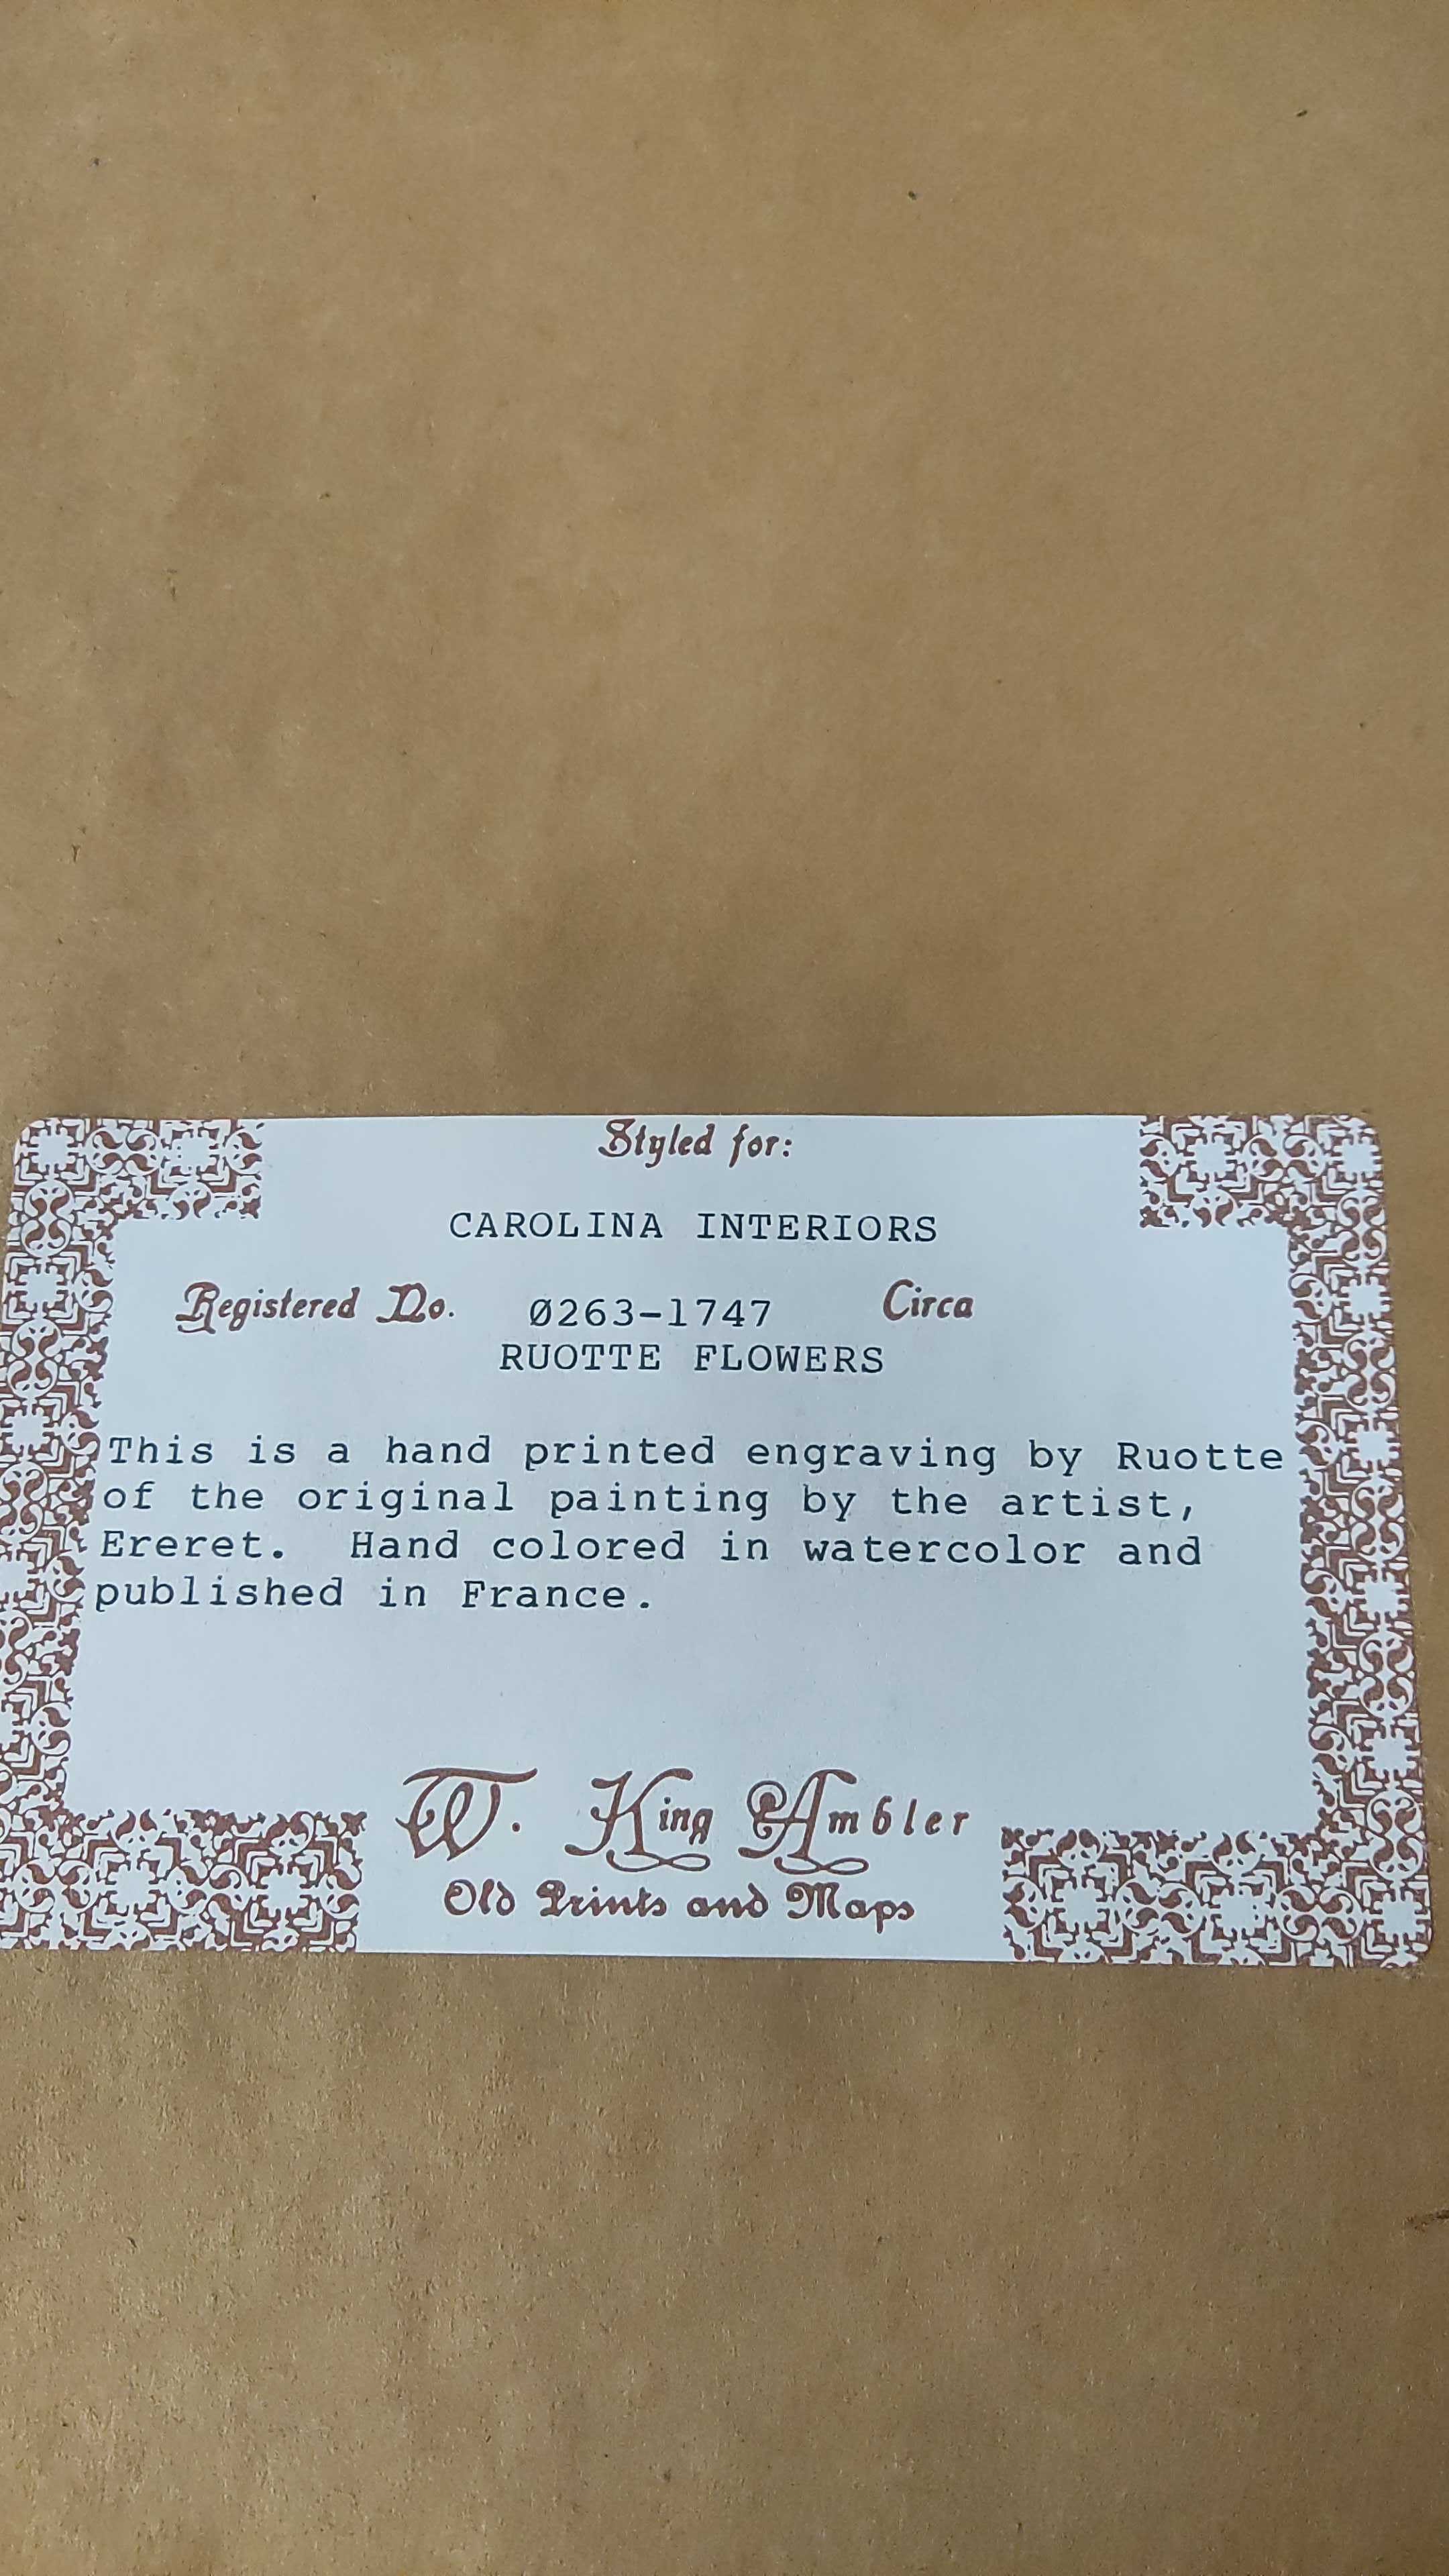 Styled for:
CAROLINA INTERIORS
Registered No. 0263-1747 Circa
RUOTTE FLOWERS
This is a hand printed engraving by Ruotte
of the original painting by the artist,
Ereret. Hand colored in watercolor and
published in France.
W. King Ambler
Old Prints and Maps